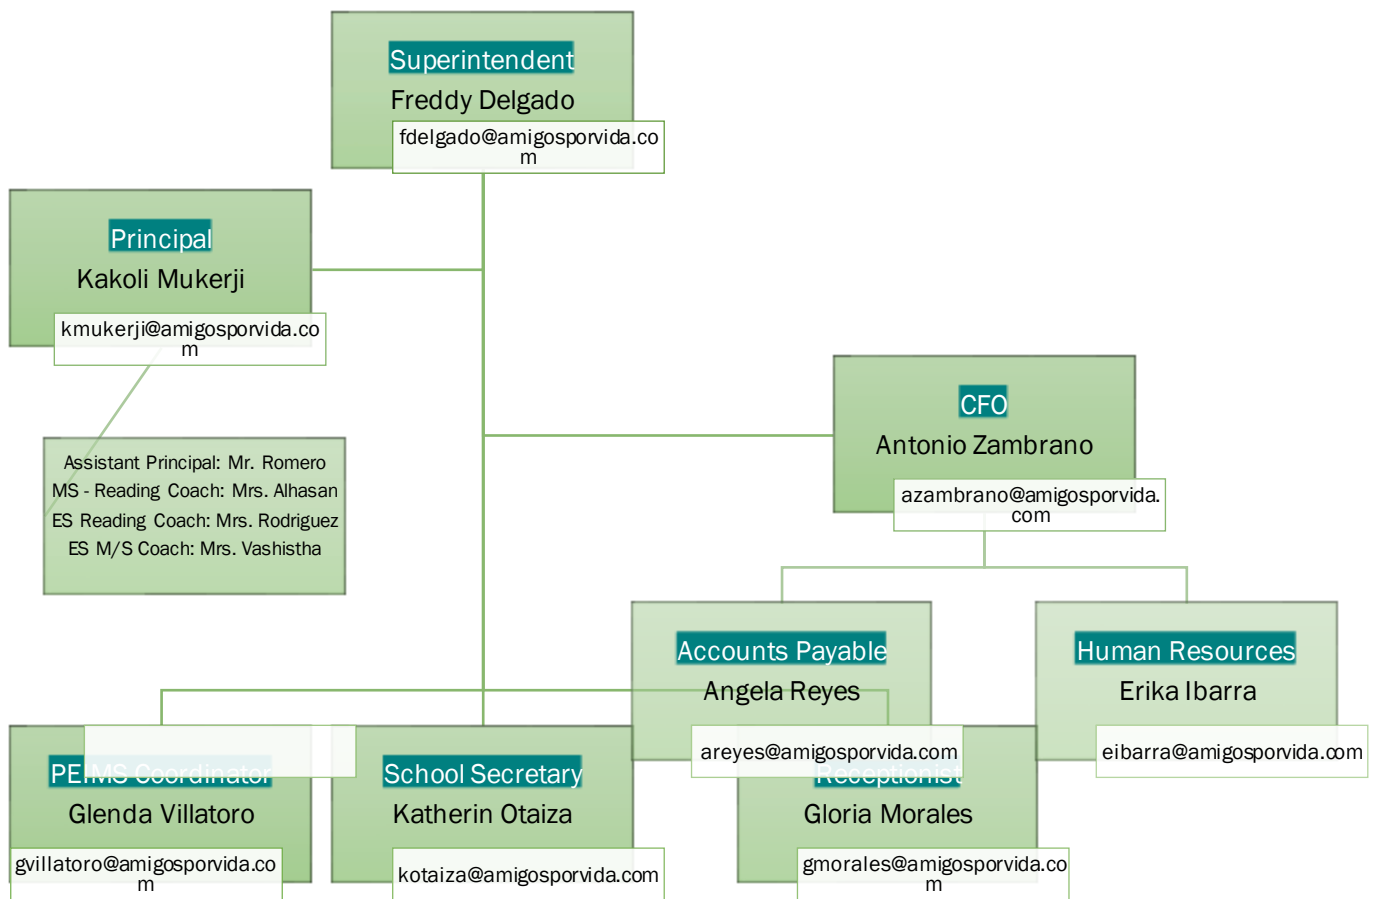 Superintendent
Freddy Delgado
fdelgado@amigosporvida.co
m
Principal
Kakoli Mukerji
kmukerji@amigosporvida.co
m
Assistant Principal: Mr. Romero
MS - Reading Coach: Mrs. Alhasan
ES Reading Coach: Mrs. Rodriguez
ES M/S Coach: Mrs. Vashistha
CFO
Antonio Zambrano
azambrano@amigosporvida.
com
Accounts Payable
Angela Reyes
areyes@amigosporvida.com
Human Resources
Erika Ibarra
eibarra@amigosporvida.com
PEIMS Coordinator
Glenda Villatoro
gvillatoro@amigosporvida.co
m
School Secretary
Katherin Otaiza
kotaiza@amigosporvida.com
Receptionist
Gloria Morales
gmorales@amigosporvida.co
m